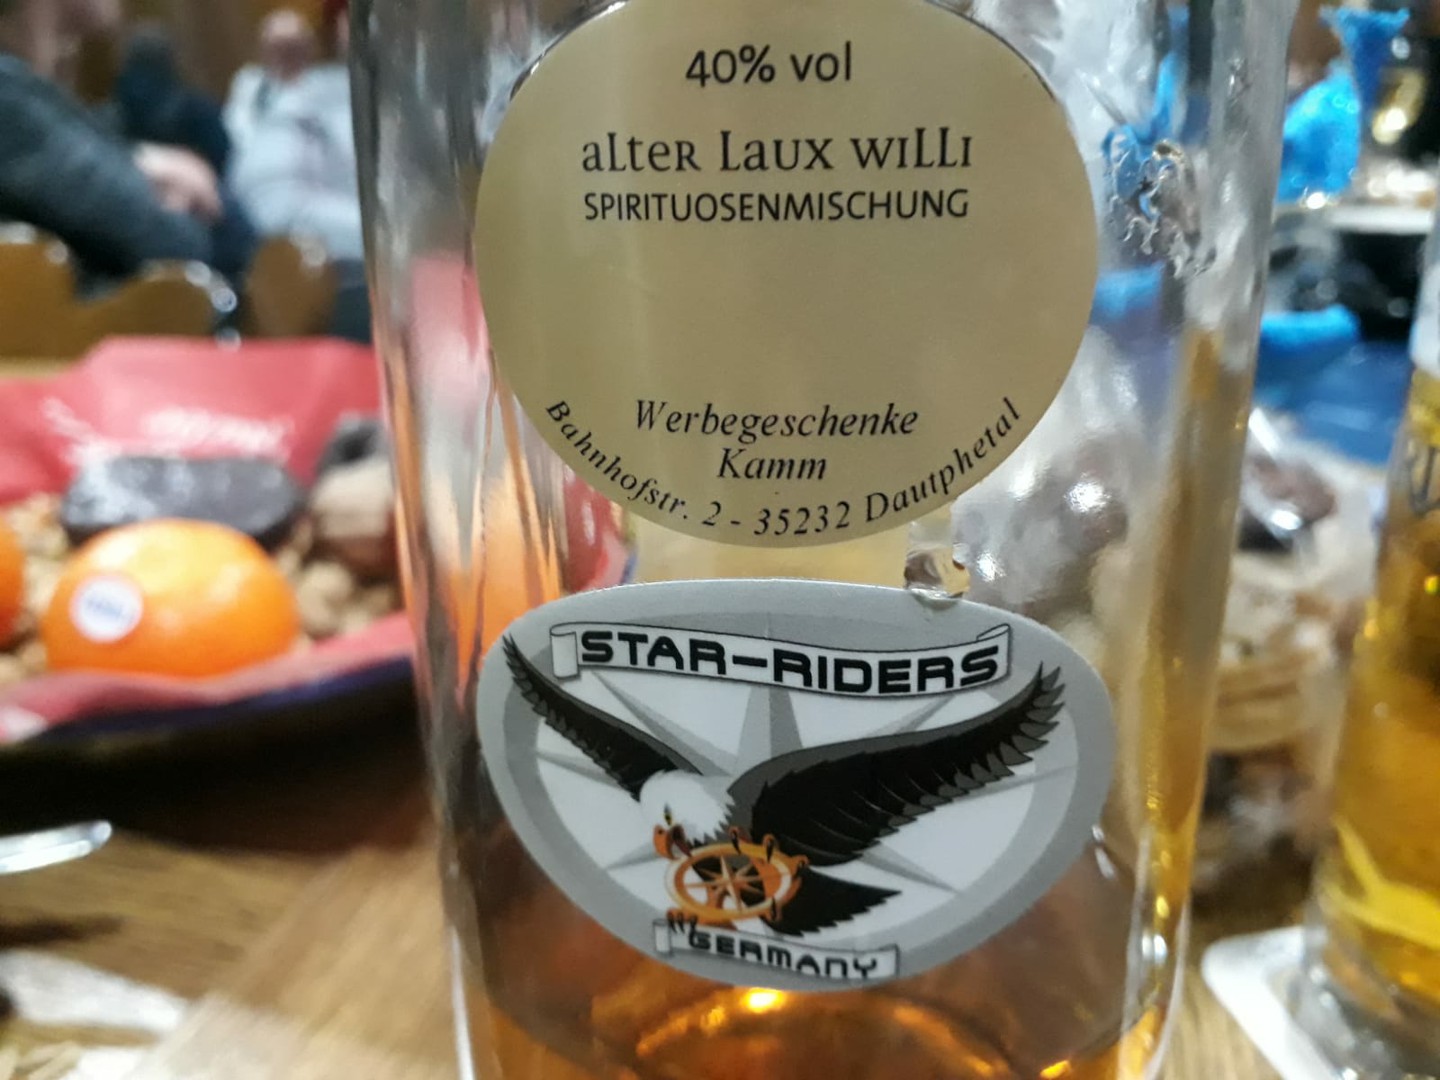 40% vol
alter Laux willi
SPIRITUOSENMISCHUNG
Werbegeschenke
Kamm
Bahnhofstr. 2 - 35232 Dautphetal
STAR-RIDERS
GERMANY